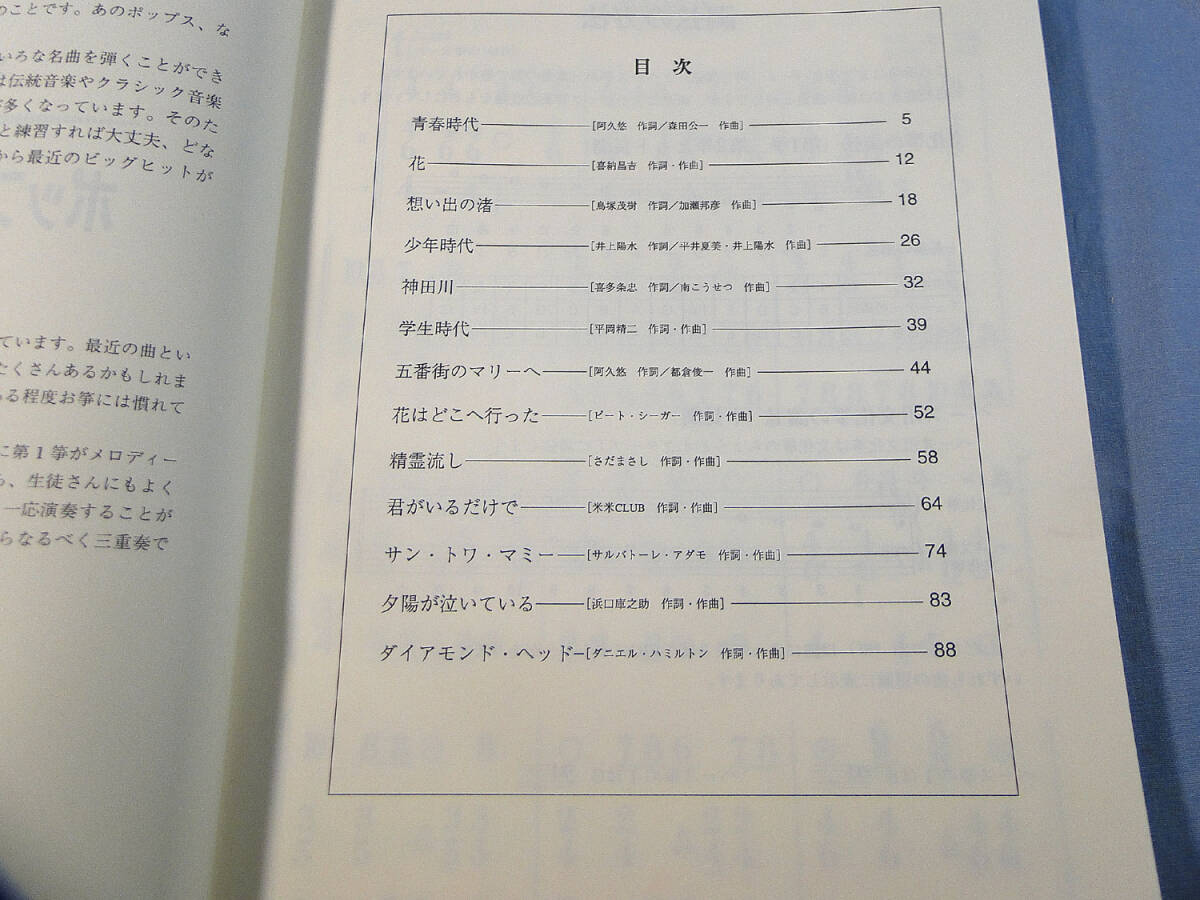 のことです。あのポップス、な
いろな名曲を弾くことができ
は伝統音楽やクラシック音楽
多くなっています。そのた
と練習すれば大丈夫、どな
から最近のビッグヒットが
ています。最近の曲とい
たくさんあるかもしれま
ある程度お箏には慣れて
に第1箏がメロディー
ら、生徒さんにもよく
一応演奏することが
らなるべく三重奏で
目次
青春時代 [阿久悠 作詞/森田公一 作曲] 5
花 [喜納昌吉 作詞・作曲] 12
想い出の渚 [鳥塚茂樹 作詞/加瀬邦彦 作曲] 18
少年時代 [井上陽水 作詞/平井夏美・井上陽水 作曲] 26
神田川 [喜多条忠 作詞/南こうせつ 作曲] 32
学生時代 [平岡精二 作詞・作曲] 39
五番街のマリーへ [阿久悠 作詞/都倉俊一 作曲] 44
花はどこへ行った [ピート・シーガー 作詞・作曲] 52
精霊流し [さだまさし 作詞・作曲] 58
君がいるだけで [米米CLUB 作詞・作曲] 64
サン・トワ・マミー [サルバトーレ・アダモ 作詞・作曲] 74
夕陽が泣いている [浜口庫之助 作詞・作曲] 83
ダイアモンド・ヘッド [ダニエル・ハミルトン 作詞・作曲] 88